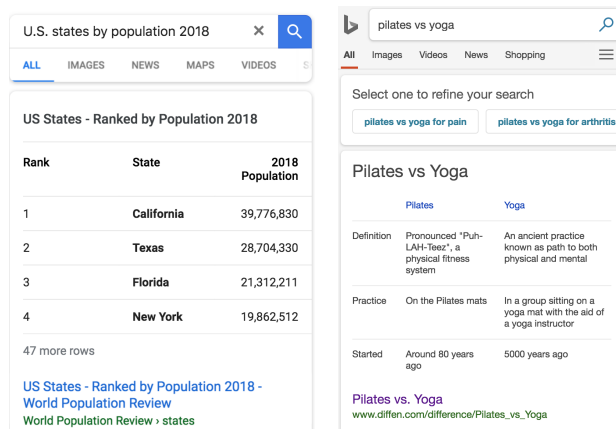 U.S. states by population 2018
ALL IMAGES NEWS MAPS VIDEOS
US States - Ranked by Population 2018
Rank State 2018
Population
1 California 39,776,830
2 Texas 28,704,330
3 Florida 21,312,211
4 New York 19,862,512
47 more rows
US States - Ranked by Population 2018 -
World Population Review
World Population Review › states
pilates vs yoga
All Images Videos News Shopping
Select one to refine your search
pilates vs yoga for pain pilates vs yoga for arthritis
Pilates vs Yoga
Pilates Yoga
Definition Pronounced "Puh- An ancient practice
LAH-Teez", a known as path to both
physical fitness physical and mental
system
Practice On the Pilates mats In a group sitting on a
yoga mat with the aid of
a yoga instructor
Started Around 80 years 5000 years ago
ago
Pilates vs. Yoga
www.diffen.com/difference/Pilates_vs_Yoga